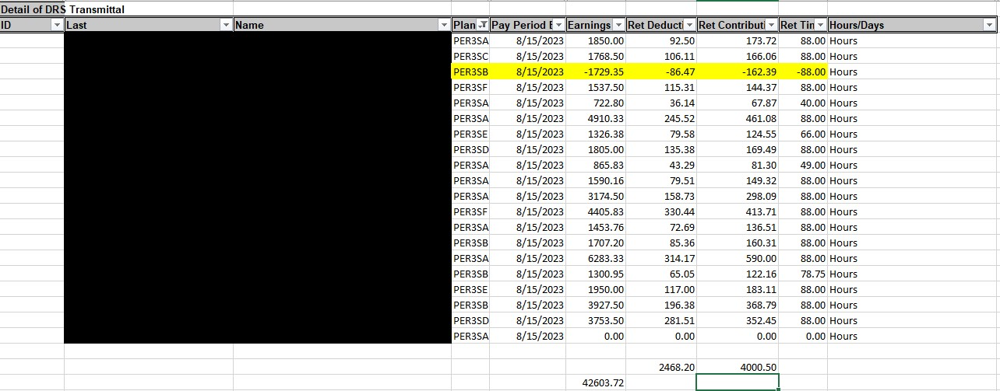 Detail of DRS Transmittal
ID Last Name Plan Pay Period E Earnings Ret Deducti Ret Contributi Ret Tin Hours/Days
PER3SA 8/15/2023 1850.00 92.50 173.72 88.00 Hours
PER3SC 8/15/2023 1768.50 106.11 166.06 88.00 Hours
PER3SB 8/15/2023 -1729.35 -86.47 -162.39 -88.00 Hours
PER3SF 8/15/2023 1537.50 115.31 144.37 88.00 Hours
PER3SA 8/15/2023 722.80 36.14 67.87 40.00 Hours
PER3SA 8/15/2023 4910.33 245.52 461.08 88.00 Hours
PER3SE 8/15/2023 1326.38 79.58 124.55 66.00 Hours
PER3SD 8/15/2023 1805.00 135.38 169.49 88.00 Hours
PER3SA 8/15/2023 865.83 43.29 81.30 49.00 Hours
PER3SA 8/15/2023 1590.16 79.51 149.32 88.00 Hours
PER3SA 8/15/2023 3174.50 158.73 298.09 88.00 Hours
PER3SF 8/15/2023 4405.83 330.44 413.71 88.00 Hours
PER3SA 8/15/2023 1453.76 72.69 136.51 88.00 Hours
PER3SB 8/15/2023 1707.20 85.36 160.31 88.00 Hours
PER3SA 8/15/2023 6283.33 314.17 590.00 88.00 Hours
PER3SB 8/15/2023 1300.95 65.05 122.16 78.75 Hours
PER3SE 8/15/2023 1950.00 117.00 183.11 88.00 Hours
PER3SB 8/15/2023 3927.50 196.38 368.79 88.00 Hours
PER3SD 8/15/2023 3753.50 281.51 352.45 88.00 Hours
PER3SA 8/15/2023 0.00 0.00 0.00 0.00 Hours
2468.20 4000.50
42603.72